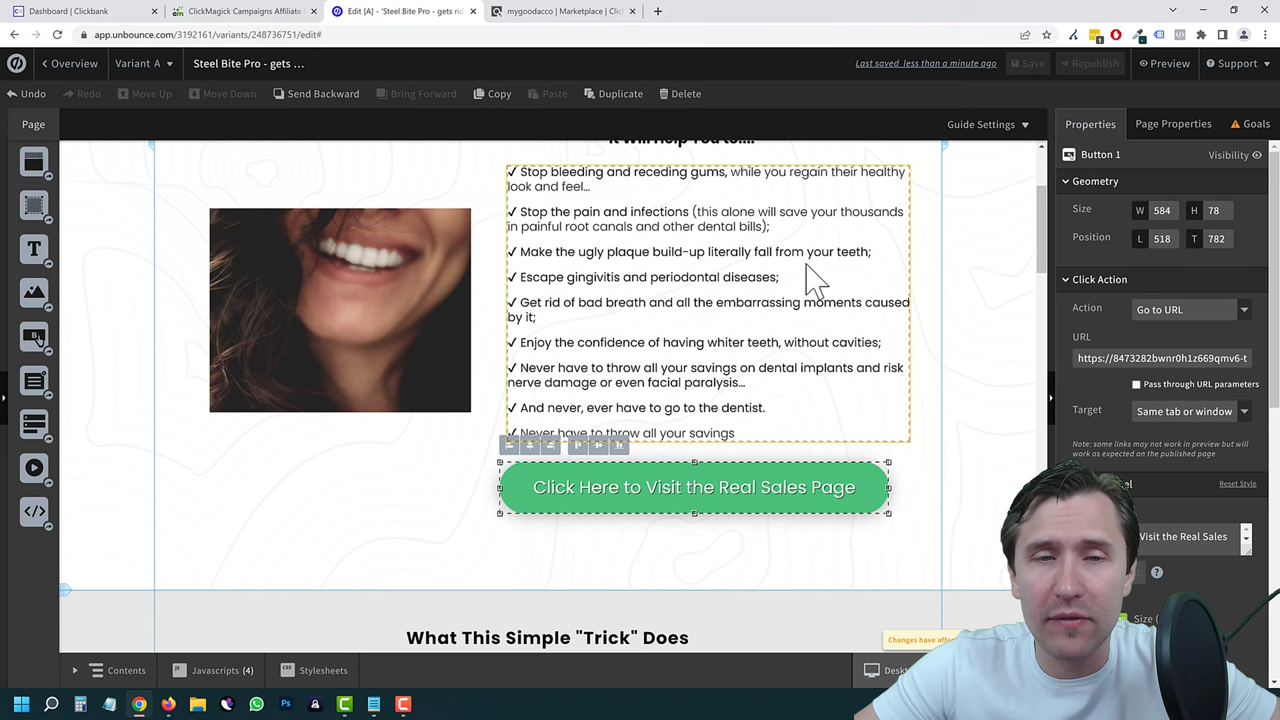 Dashboard | Clickbank
ClickMagick Campaigns Affiliate
Edit [A] - 'Steel Bite Pro - gets rid
mygoodacco | Marketplace | Click
app.unbounce.com/3192161/variants/248736751/edit#
Overview
Variant A
Steel Bite Pro - gets …
Last saved less than a minute ago
Save
Republish
Preview
Support
Undo
Redo
Move Up
Move Down
Send Backward
Bring Forward
Copy
Paste
Duplicate
Delete
Page
Guide Settings
It Will Help You to....
✓ Stop bleeding and receding gums, while you regain their healthy
look and feel…
✓ Stop the pain and infections (this alone will save your thousands
in painful root canals and other dental bills);
✓ Make the ugly plaque build-up literally fall from your teeth;
✓ Escape gingivitis and periodontal diseases;
✓ Get rid of bad breath and all the embarrassing moments caused
by it;
✓ Enjoy the confidence of having whiter teeth, without cavities;
✓ Never have to throw all your savings on dental implants and risk
nerve damage or even facial paralysis…
✓ And never, ever have to go to the dentist.
✓ Never have to throw all your savings
Click Here to Visit the Real Sales Page
What This Simple "Trick" Does
Properties
Page Properties
Goals
Button 1
Visibility
Geometry
Size
W 584
H 78
Position
L 518
T 782
Click Action
Action
Go to URL
URL
https://8473282bwnr0h1z669qmv6-t
Pass through URL parameters
Target
Same tab or window
Note: some links may not work in preview but will
work as expected on the published page
Reset Style
Visit the Real Sales
Size
Changes have
Contents
Javascripts (4)
CSS
Stylesheets